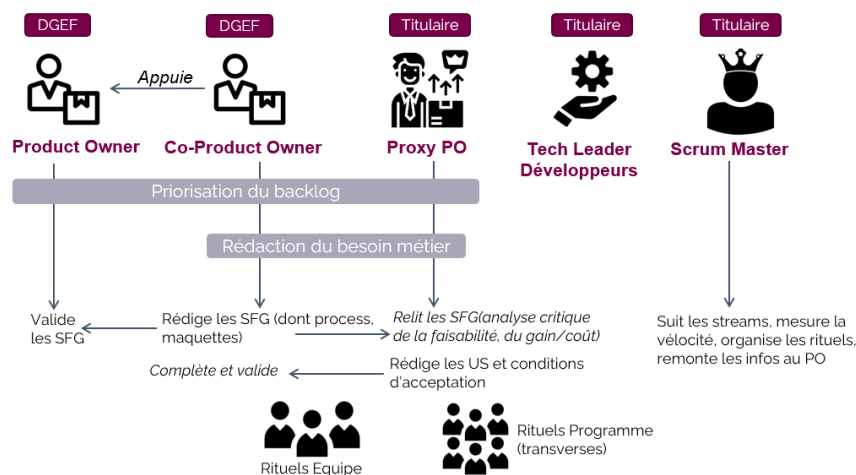 DGEF
DGEF
Titulaire
Titulaire
Titulaire
Appuie
Product Owner
Co-Product Owner
Proxy PO
Tech Leader
Développeurs
Scrum Master
Priorisation du backlog
Rédaction du besoin métier
Valide
les SFG
Rédige les SFG (dont process,
maquettes)
Relit les SFG(analyse critique
de la faisabilité, du gain/coût)
Suit les streams, mesure la
vélocité, organise les rituels,
remonte les infos au PO
Complète et valide
Rédige les US et conditions
d'acceptation
Rituels Equipe
Rituels Programme
(transverses)